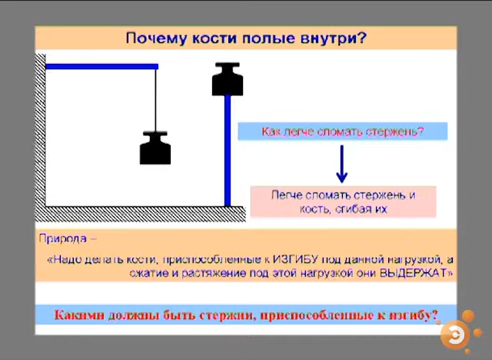 Почему кости полые внутри?
Как легче сломать стержень?
Легче сломать стержень и
кость, сгибая их
Природа –
«Надо делать кости, приспособленные к ИЗГИБУ под данной нагрузкой, а
сжатие и растяжение под этой нагрузкой они ВЫДЕРЖАТ»
Какими должны быть стержни, приспособленные к изгибу?
Э